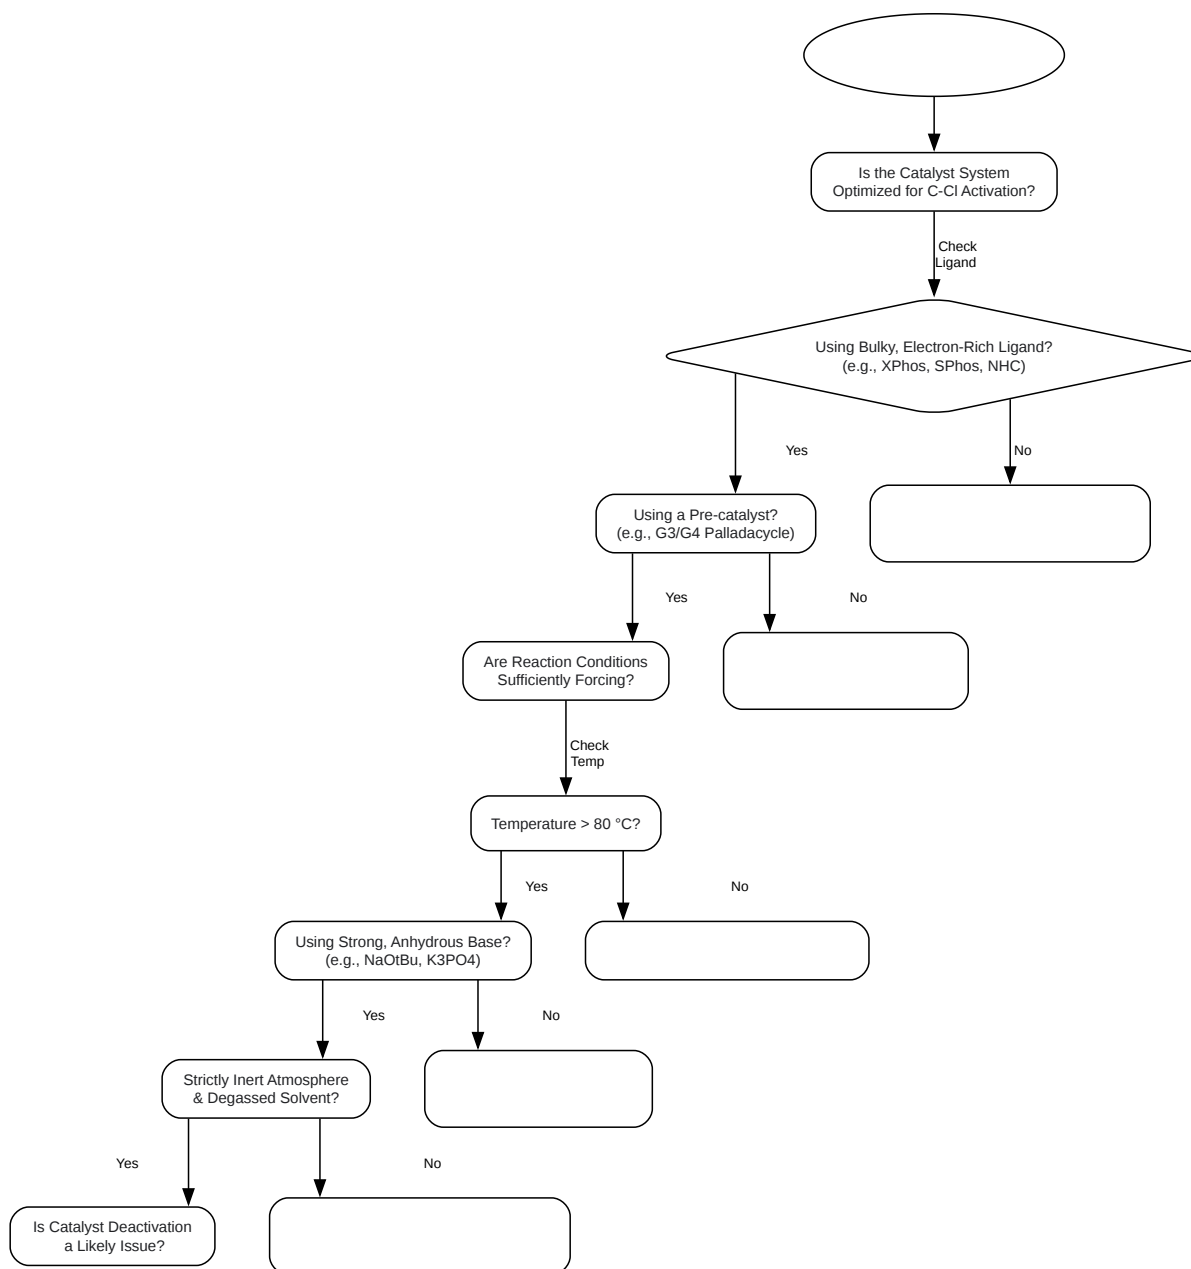 Is the Catalyst System
Optimized for C-Cl Activation?
Check
Ligand
Using Bulky, Electron-Rich Ligand?
(e.g., XPhos, SPhos, NHC)
Yes
No
Using a Pre-catalyst?
(e.g., G3/G4 Palladacycle)
Yes
No
Are Reaction Conditions
Sufficiently Forcing?
Check
Temp
Temperature > 80 °C?
Yes
No
Using Strong, Anhydrous Base?
(e.g., NaOtBu, K3PO4)
Yes
No
Strictly Inert Atmosphere
& Degassed Solvent?
Yes
No
Is Catalyst Deactivation
a Likely Issue?